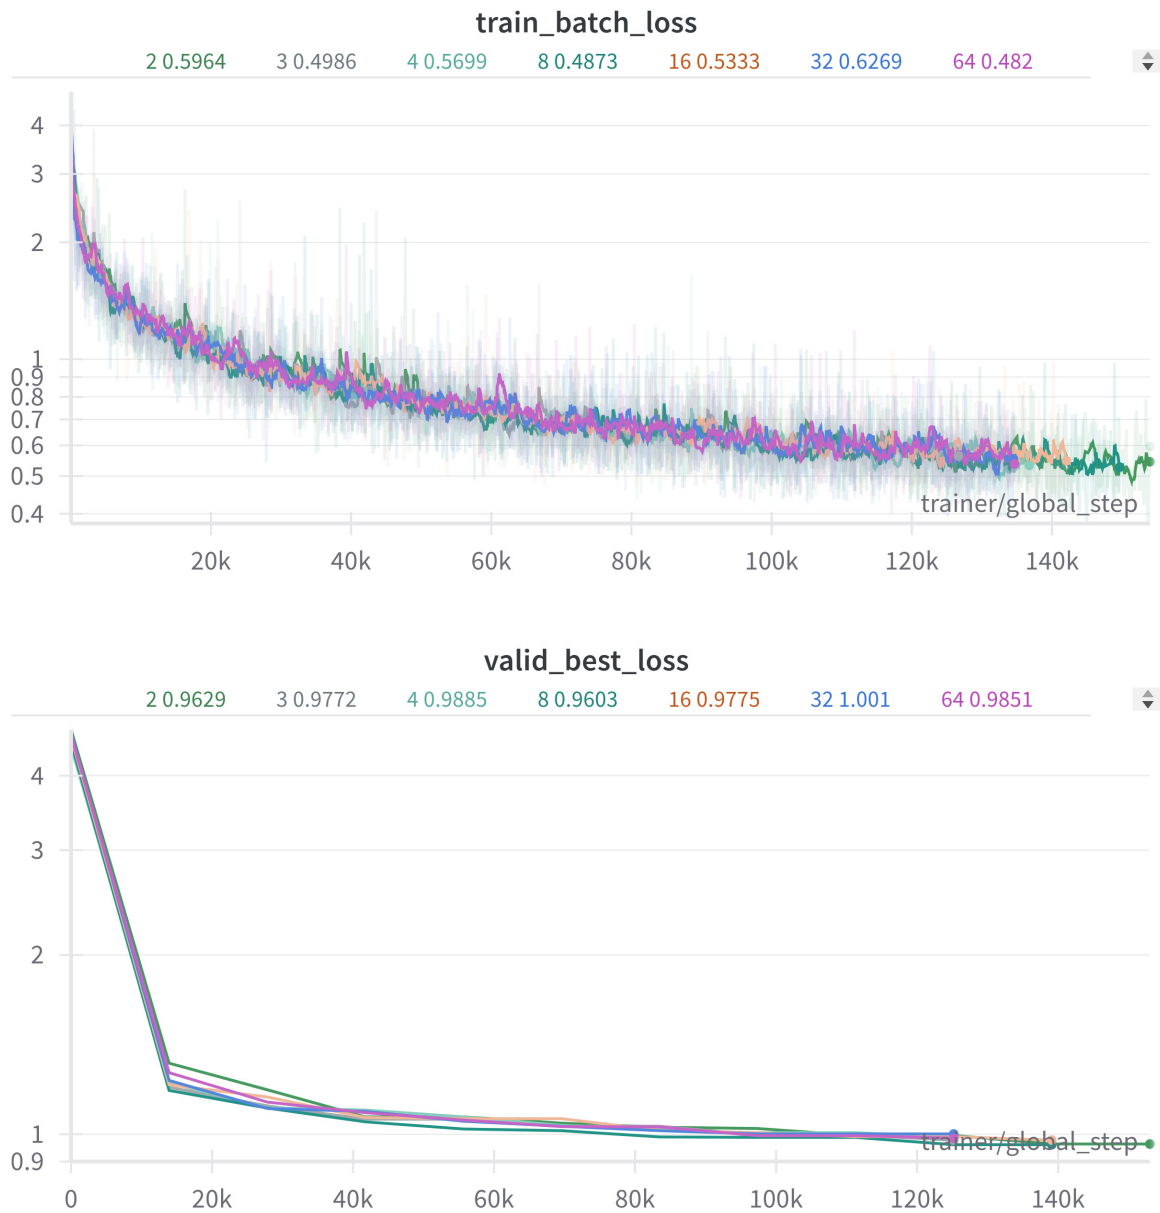 train_batch_loss
2 0.5964 3 0.4986 4 0.5699 8 0.4873 16 0.5333 32 0.6269 64 0.482
4
3
2
1
0.9
0.8
0.7
0.6
0.5
0.4
trainer/global_step
20k 40k 60k 80k 100k 120k 140k
valid_best_loss
2 0.9629 3 0.9772 4 0.9885 8 0.9603 16 0.9775 32 1.001 64 0.9851
4
3
2
1
trainer/global_step
0.9
0 20k 40k 60k 80k 100k 120k 140k